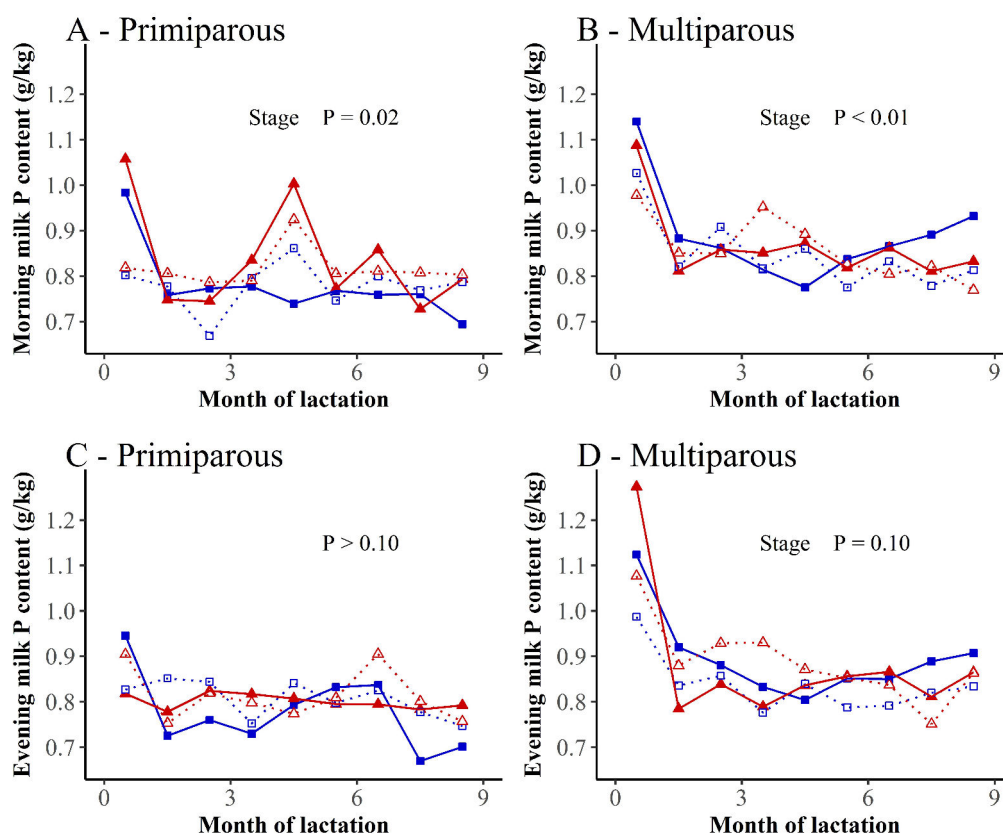 A - Primiparous
Morning milk P content (g/kg)
1.2
1.1
1.0
0.9
0.8
0.7
Stage P = 0.02
0 3 6 9
Month of lactation
B - Multiparous
Morning milk P content (g/kg)
1.2
1.1
1.0
0.9
0.8
0.7
Stage P < 0.01
0 3 6 9
Month of lactation
C - Primiparous
Evening milk P content (g/kg)
1.2
1.1
1.0
0.9
0.8
0.7
P > 0.10
0 3 6 9
Month of lactation
D - Multiparous
Evening milk P content (g/kg)
1.2
1.1
1.0
0.9
0.8
0.7
Stage P = 0.10
0 3 6 9
Month of lactation